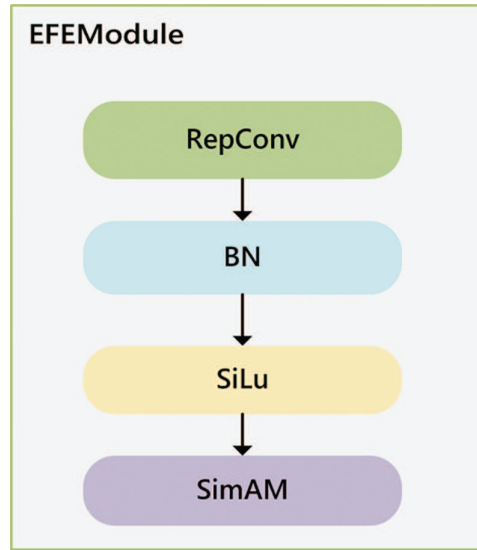 EFEModule
RepConv
BN
SiLu
SimAM